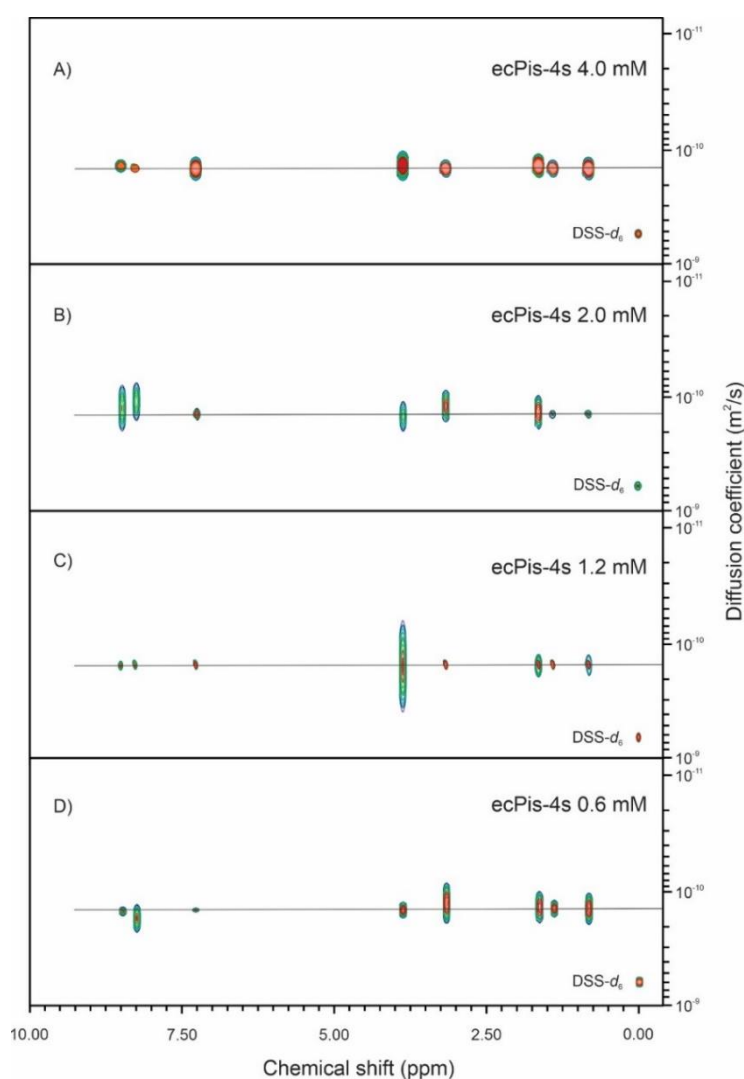 A)
ecPis-4s 4.0 mM
10⁻¹¹
10⁻¹⁰
DSS-d₆
10⁻⁹
B)
ecPis-4s 2.0 mM
10⁻¹¹
10⁻¹⁰
DSS-d₆
10⁻⁹
C)
ecPis-4s 1.2 mM
10⁻¹¹
10⁻¹⁰
DSS-d₆
10⁻⁹
D)
ecPis-4s 0.6 mM
10⁻¹¹
10⁻¹⁰
DSS-d₆
10⁻⁹
Diffusion coefficient (m²/s)
10.00 7.50 5.00 2.50 0.00
Chemical shift (ppm)